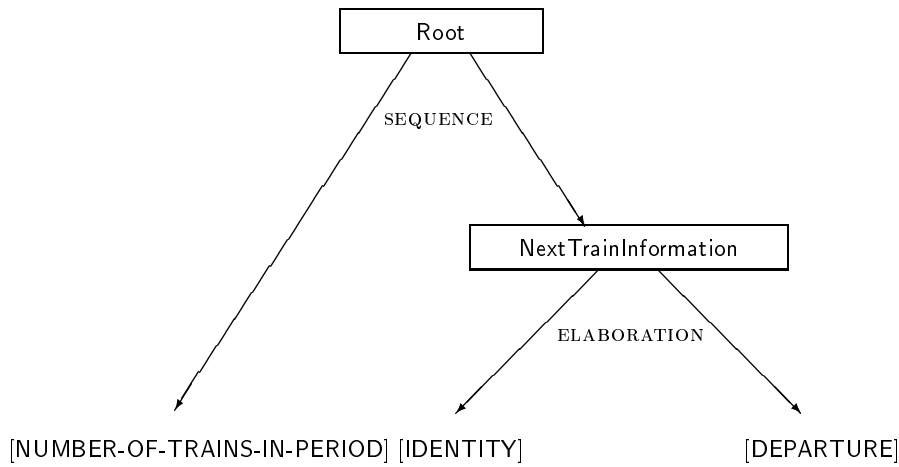 Root
SEQUENCE
NextTrainInformation
ELABORATION
[NUMBER-OF-TRAINS-IN-PERIOD] [IDENTITY] [DEPARTURE]